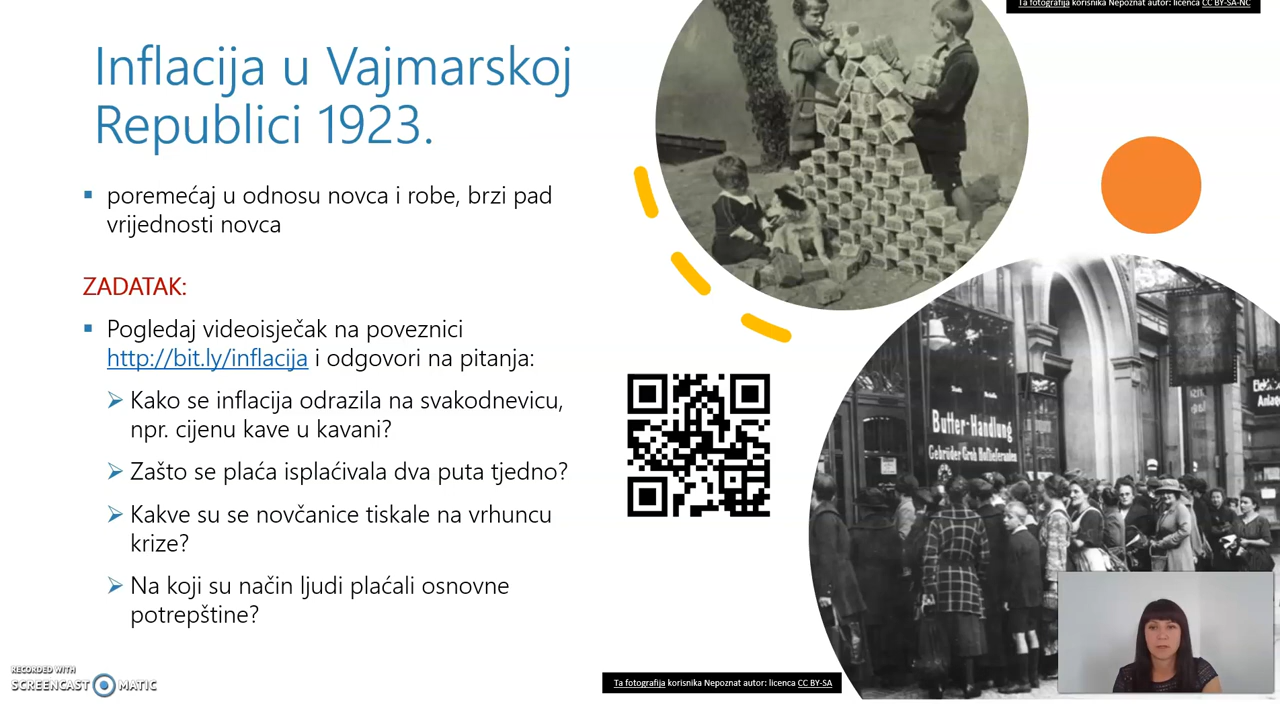 Ta fotografija korisnika Nepoznat autor: licenca CC BY-SA-NC
Inflacija u Vajmarskoj
Republici 1923.
poremećaj u odnosu novca i robe, brzi pad
vrijednosti novca
ZADATAK:
Pogledaj videoisječak na poveznici
http://bit.ly/inflacija i odgovori na pitanja:
Kako se inflacija odrazila na svakodnevicu,
npr. cijenu kave u kavani?
Zašto se plaća isplaćivala dva puta tjedno?
Kakve su se novčanice tiskale na vrhuncu
krize?
Na koji su način ljudi plaćali osnovne
potrepštine?
Butter-Handlung
Gebrüder Groh Hoflieferanten
Anlag
RECORDED WITH
SCREENCAST MATIC
Ta fotografija korisnika Nepoznat autor: licenca CC BY-SA